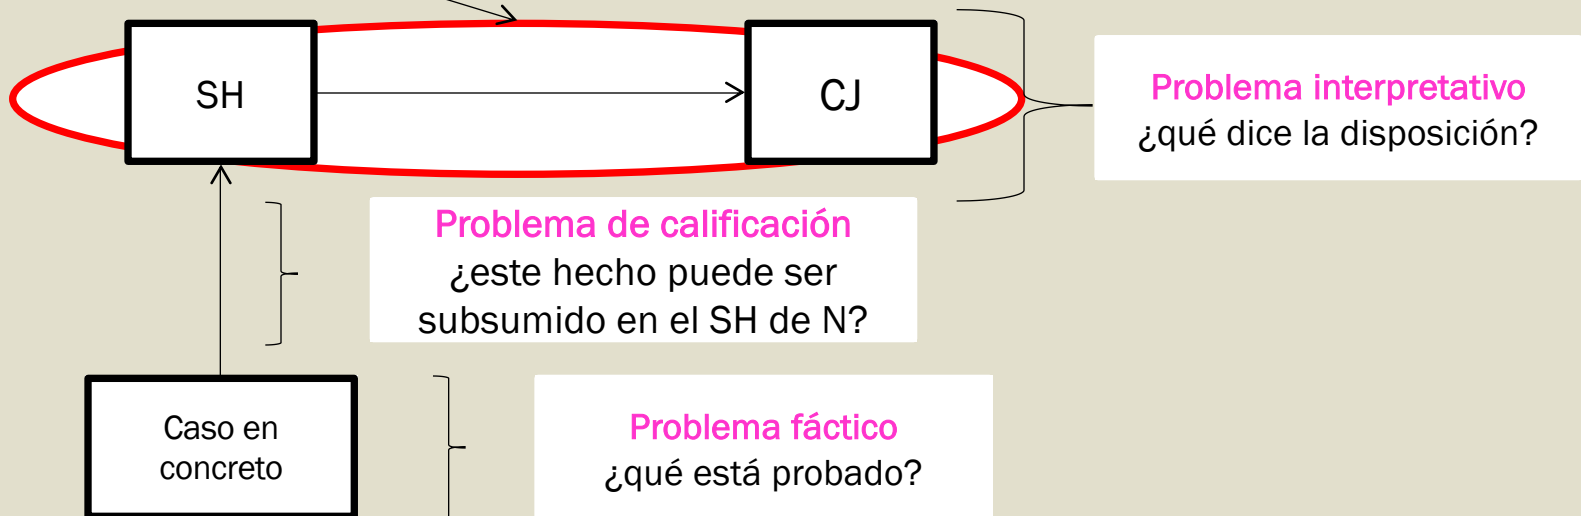 SH
CJ
Problema interpretativo
¿qué dice la disposición?
Problema de calificación
¿este hecho puede ser
subsumido en el SH de N?
Caso en
concreto
Problema fáctico
¿qué está probado?